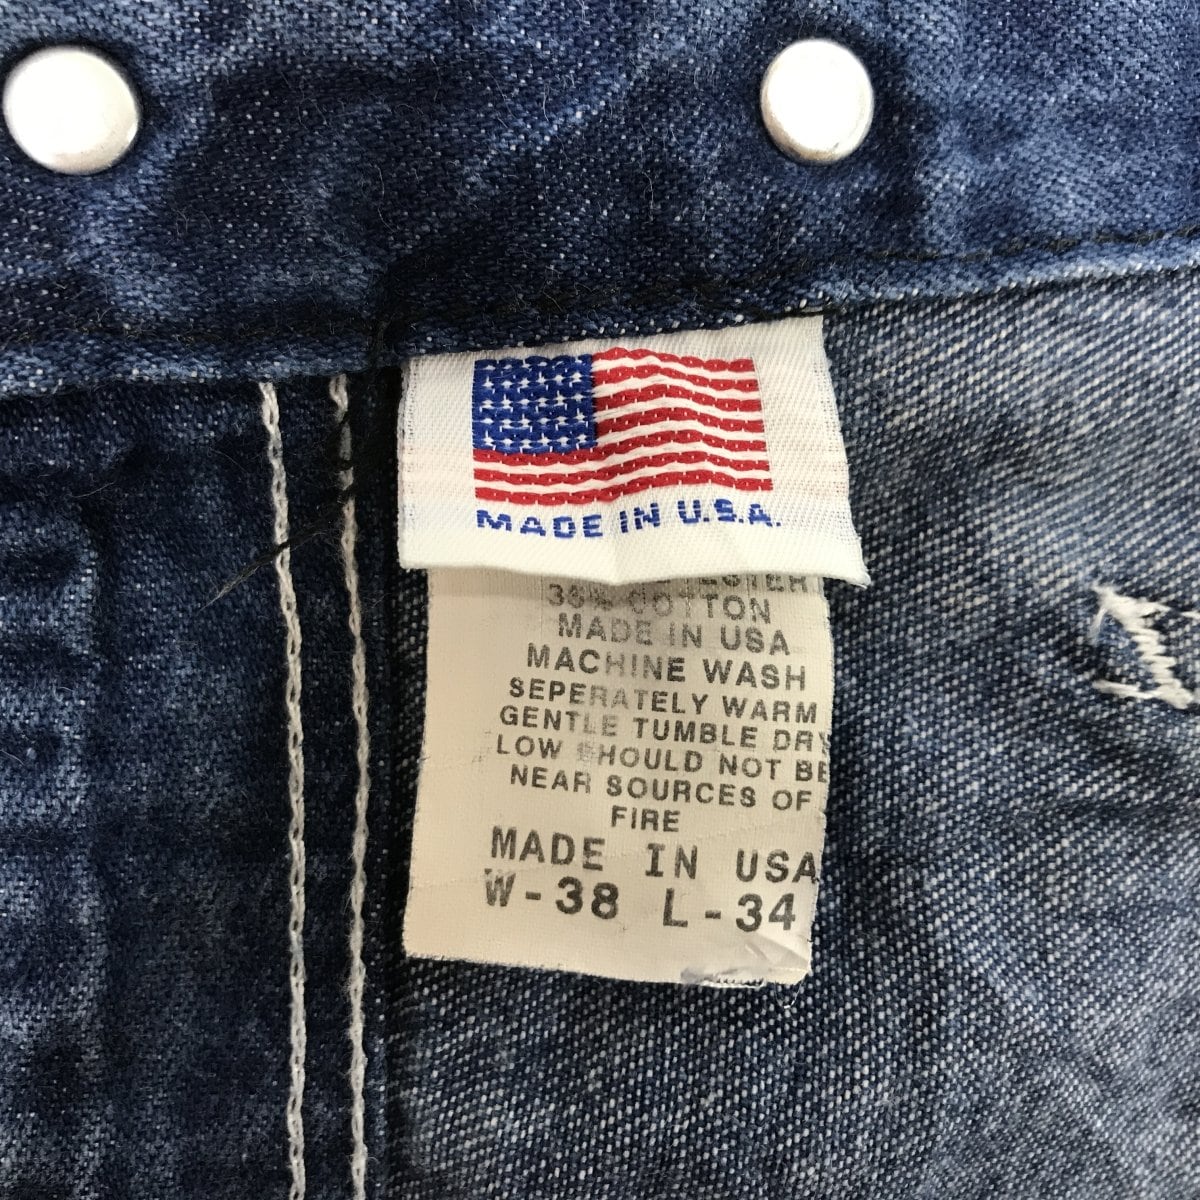 MADE IN U.S.A.
COTTON
MADE IN USA
MACHINE WASH
SEPERATELY WARM
GENTLE TUMBLE DRY
LOW SHOULD NOT BE
NEAR SOURCES OF
FIRE
MADE IN USA
W-38 L-34